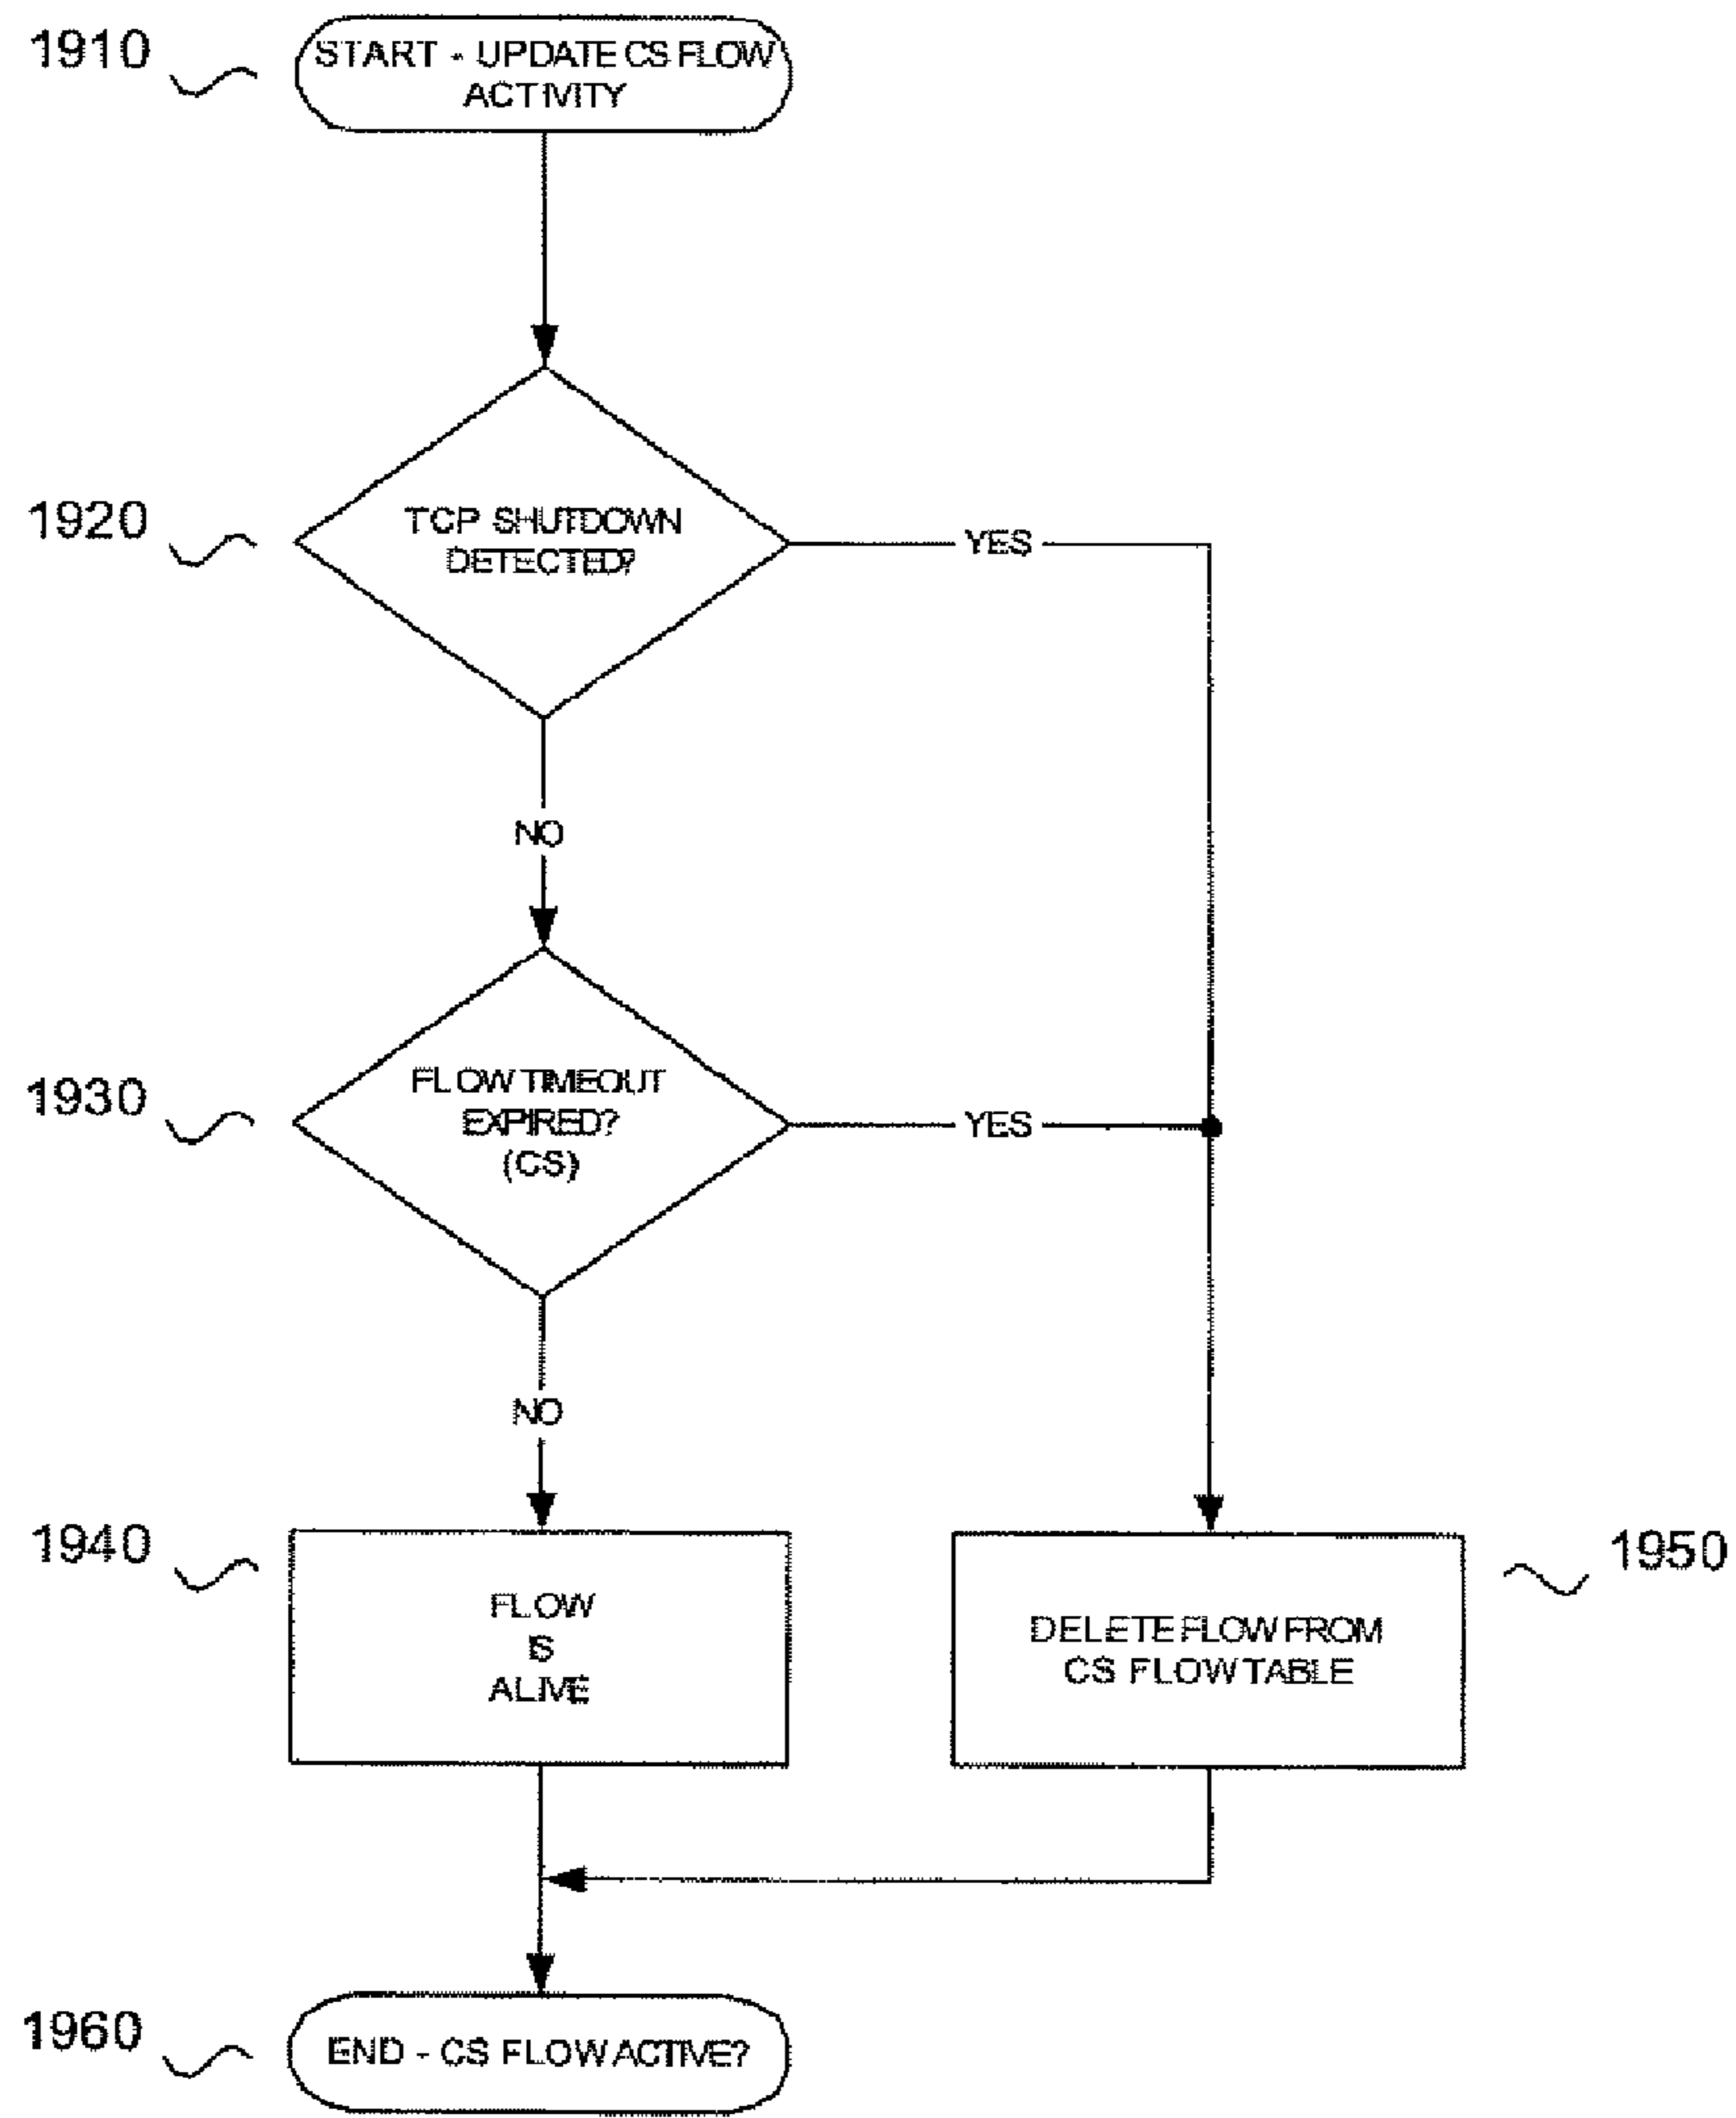 1910
START - UPDATE CS FLOW
ACTIVITY
1920
TCP SHUTDOWN
DETECTED?
YES
NO
1930
FLOW TIMEOUT
EXPIRED?
(CS)
YES
NO
1940
FLOW
IS
ALIVE
DELETE FLOW FROM
CS FLOW TABLE
1950
1960
END - CS FLOW ACTIVE?